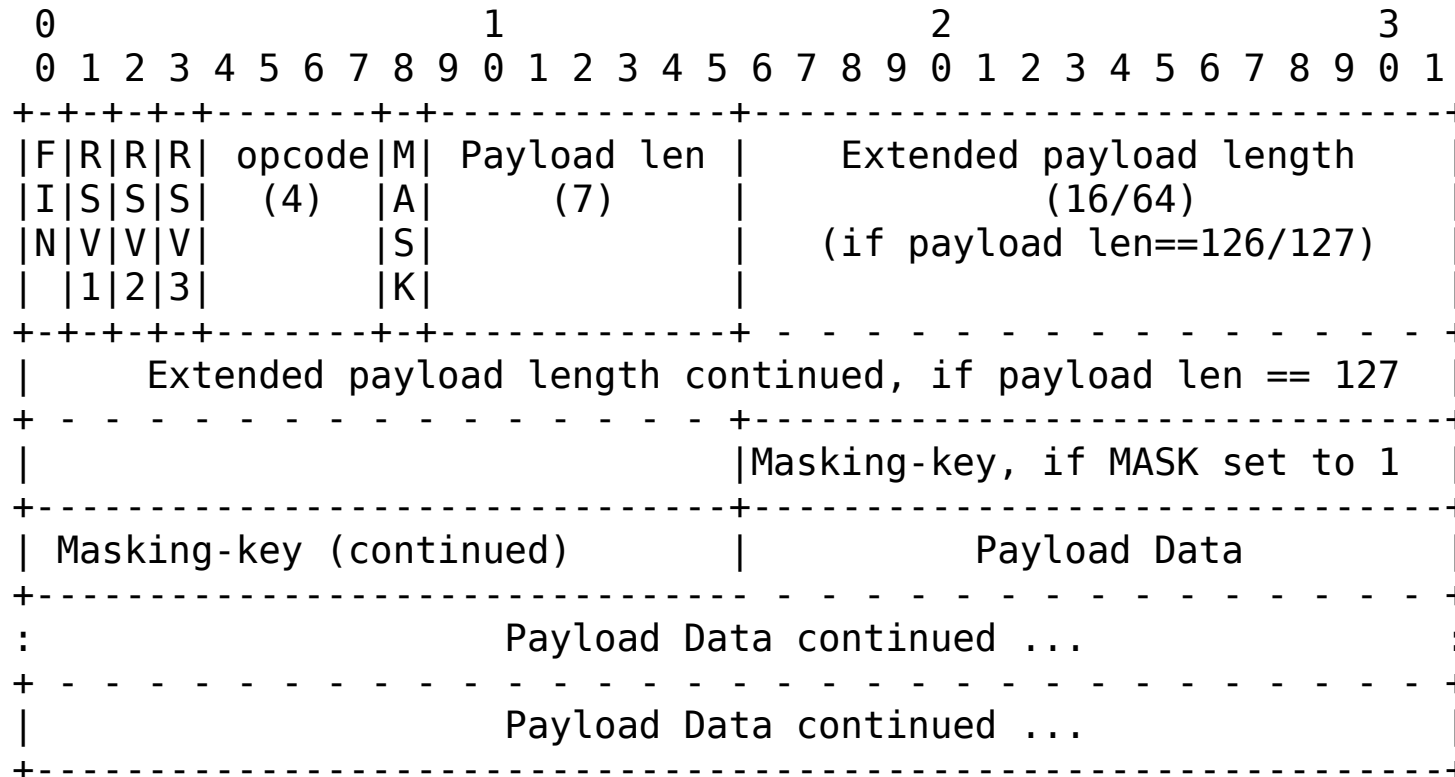 0                   1                   2                   3
 0 1 2 3 4 5 6 7 8 9 0 1 2 3 4 5 6 7 8 9 0 1 2 3 4 5 6 7 8 9 0 1
+-+-+-+-+-------+-+-------------+-------------------------------+
|F|R|R|R| opcode|M| Payload len |    Extended payload length    |
|I|S|S|S|  (4)  |A|     (7)     |             (16/64)           |
|N|V|V|V|       |S|             |   (if payload len==126/127)   |
| |1|2|3|       |K|             |                               |
+-+-+-+-+-------+-+-------------+ - - - - - - - - - - - - - - - +
|     Extended payload length continued, if payload len == 127  |
+ - - - - - - - - - - - - - - - +-------------------------------+
|                               |Masking-key, if MASK set to 1  |
+-------------------------------+-------------------------------+
| Masking-key (continued)       |          Payload Data         |
+-------------------------------- - - - - - - - - - - - - - - - +
:                     Payload Data continued ...                :
+ - - - - - - - - - - - - - - - - - - - - - - - - - - - - - - - +
|                     Payload Data continued ...                |
+---------------------------------------------------------------+